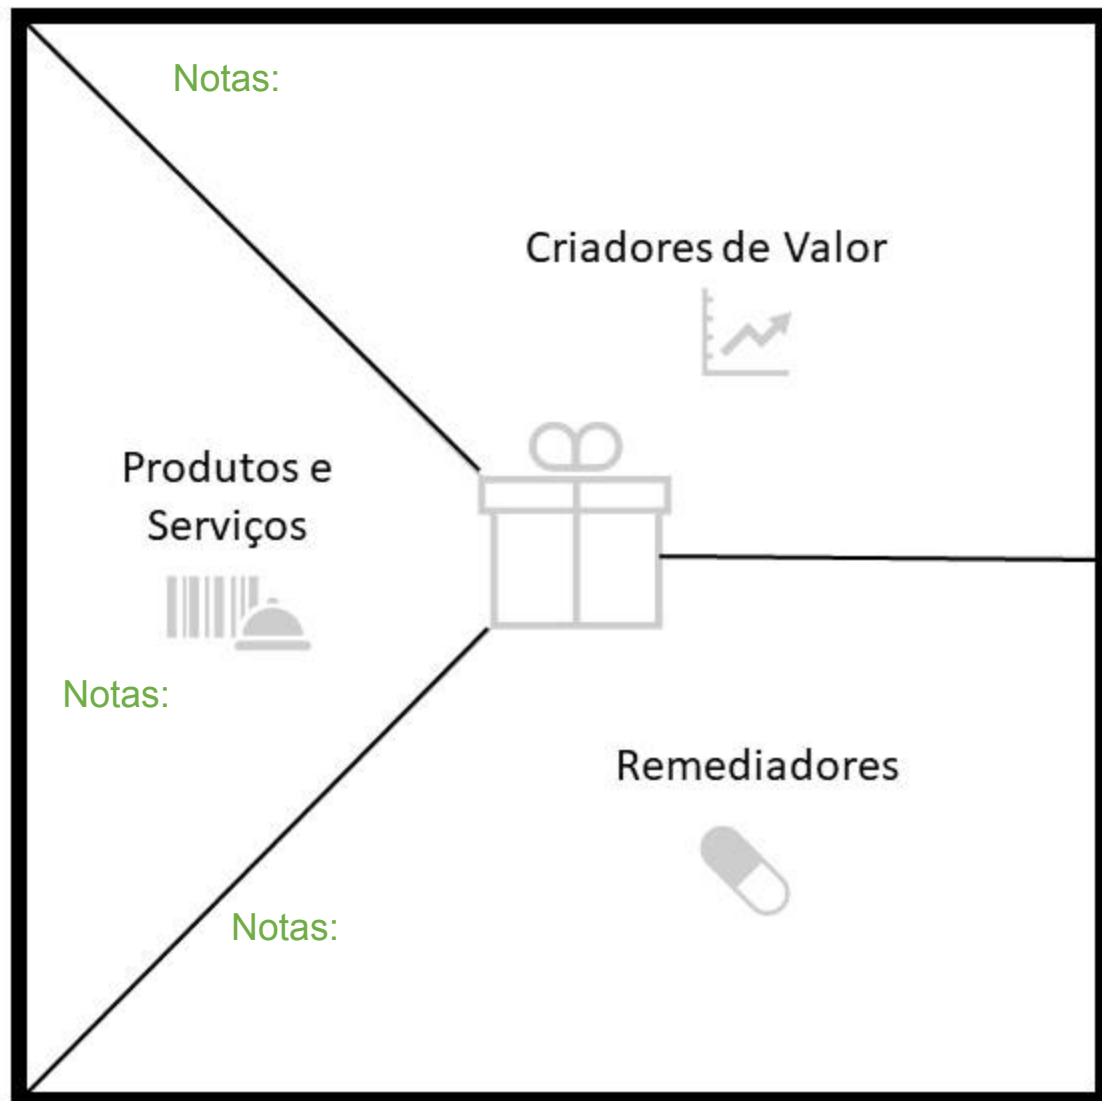 Notas:
Criadores de Valor
Produtos e
Serviços
Notas:
Remediadores
Notas: